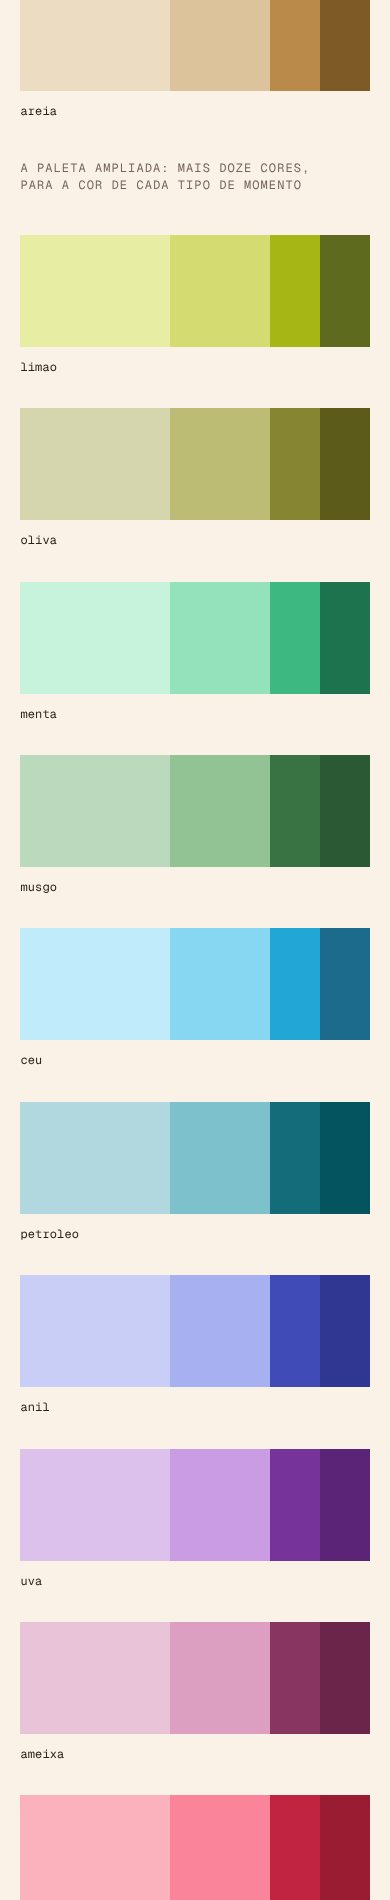 areia
A PALETA AMPLIADA: MAIS DOZE CORES,
PARA A COR DE CADA TIPO DE MOMENTO
limao
oliva
menta
musgo
ceu
petroleo
anil
uva
ameixa